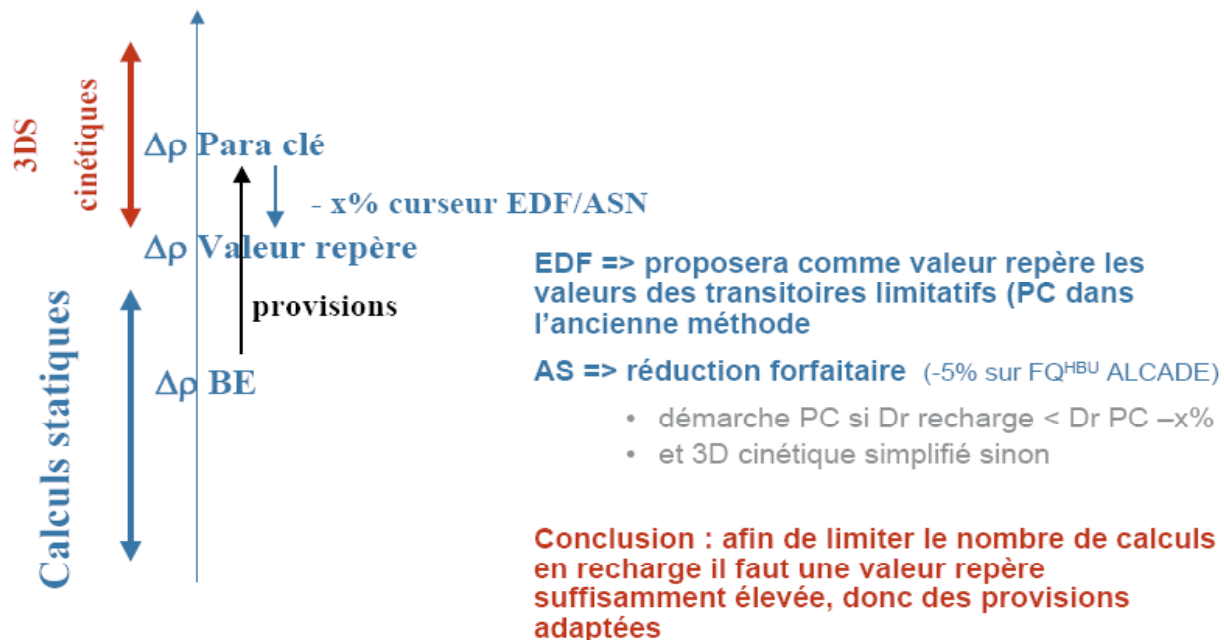 3DS
cinétiques
Δρ Para clé
- x% curseur EDF/ASN
Δρ Valeur repère
provisions
Δρ BE
Calculs statiques
EDF => proposera comme valeur repère les
valeurs des transitoires limitatifs (PC dans
l'ancienne méthode
AS => réduction forfaitaire (-5% sur FQᴴᴮᵁ ALCADE)
• démarche PC si Dr recharge < Dr PC –x%
• et 3D cinétique simplifié sinon
Conclusion : afin de limiter le nombre de calculs
en recharge il faut une valeur repère
suffisamment élevée, donc des provisions
adaptées